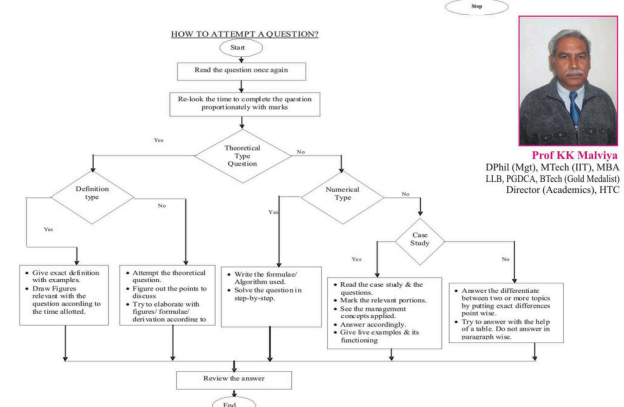 Stop
HOW TO ATTEMPT A QUESTION?
Start
Read the question once again
Re-look the time to complete the question
proportionately with marks
Prof KK Malviya
DPhil (Mgt), MTech (IIT), MBA
LLB, PGDCA, BTech (Gold Medalist)
Director (Academics), HTC
Yes
Theoretical
Type
Question
No
Definition
type
Numerical
Type
No
Yes
No
Yes
Case
Study
Yes
No
• Give exact definition
with examples.
• Draw Figures
relevant with the
question according to
the time allotted.
• Attempt the theoretical
question.
• Figure out the points to
discuss
• Try to elaborate with
figures/ formulae/
derivation according to
• Write the formulae/
Algorithm used.
• Solve the question in
step-by-step.
• Read the case study & the
questions.
• Mark the relevant portions.
• See the management
concepts applied.
• Answer accordingly.
• Give live examples & its
functioning
• Answer the differentiate
between two or more topics
by putting exact differences
point wise.
• Try to answer with the help
of a table. Do not answer in
paragraph wise.
Review the answer
End